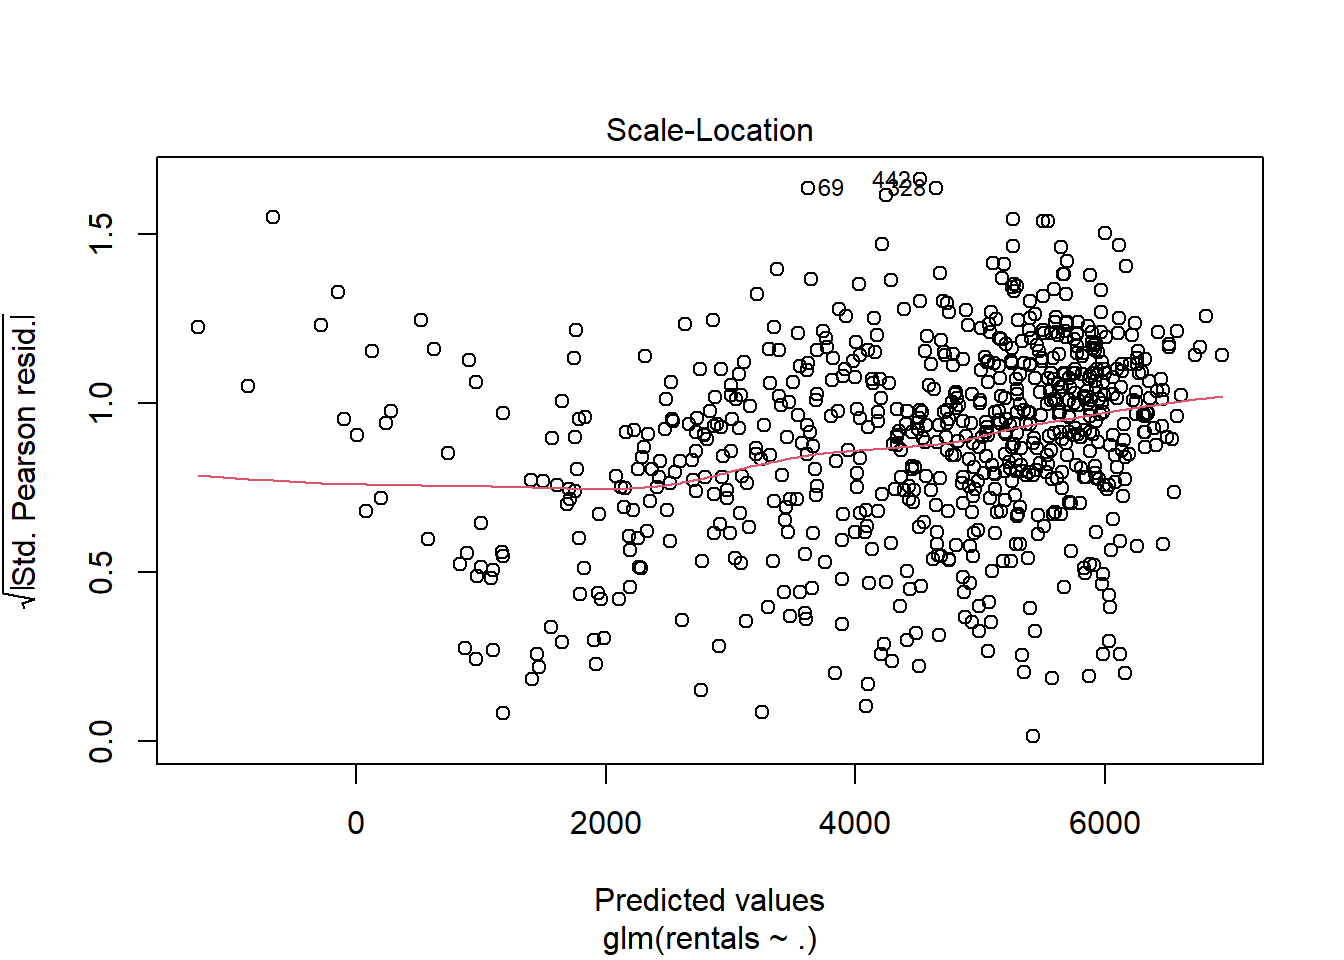 Scale-Location
69
442
328
√|Std. Pearson resid.|
0.0
0.5
1.0
1.5
0
2000
4000
6000
Predicted values
glm(rentals ~ .)